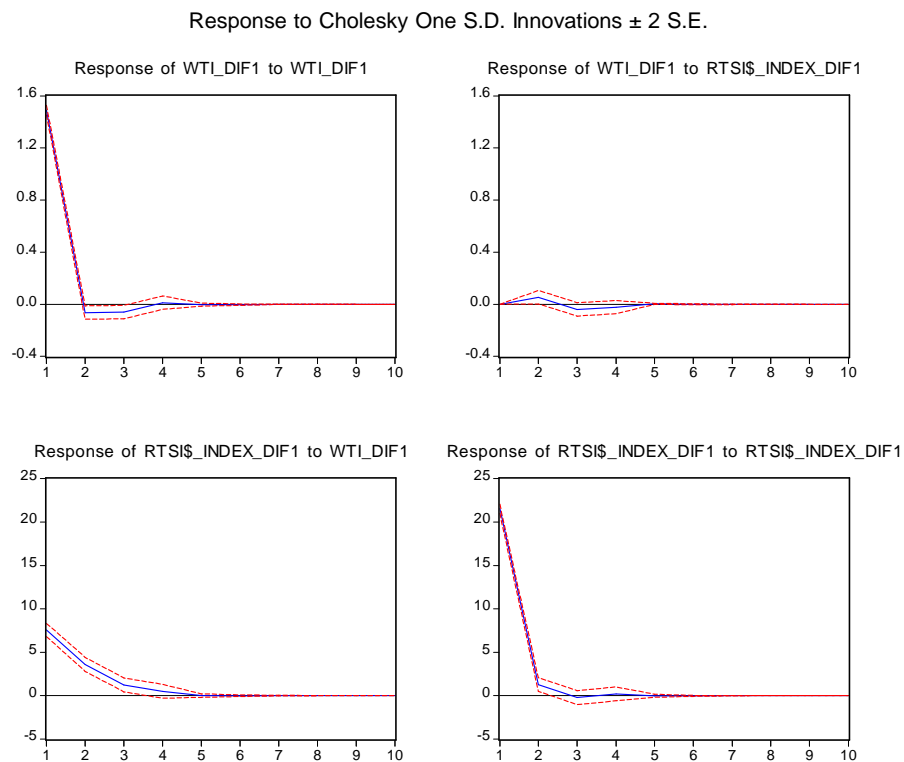 Response to Cholesky One S.D. Innovations ± 2 S.E.
Response of WTI_DIF1 to WTI_DIF1
1.6
1.2
0.8
0.4
0.0
-0.4
1 2 3 4 5 6 7 8 9 10
Response of WTI_DIF1 to RTSI$_INDEX_DIF1
1.6
1.2
0.8
0.4
0.0
-0.4
1 2 3 4 5 6 7 8 9 10
Response of RTSI$_INDEX_DIF1 to WTI_DIF1
25
20
15
10
5
0
-5
1 2 3 4 5 6 7 8 9 10
Response of RTSI$_INDEX_DIF1 to RTSI$_INDEX_DIF1
25
20
15
10
5
0
-5
1 2 3 4 5 6 7 8 9 10